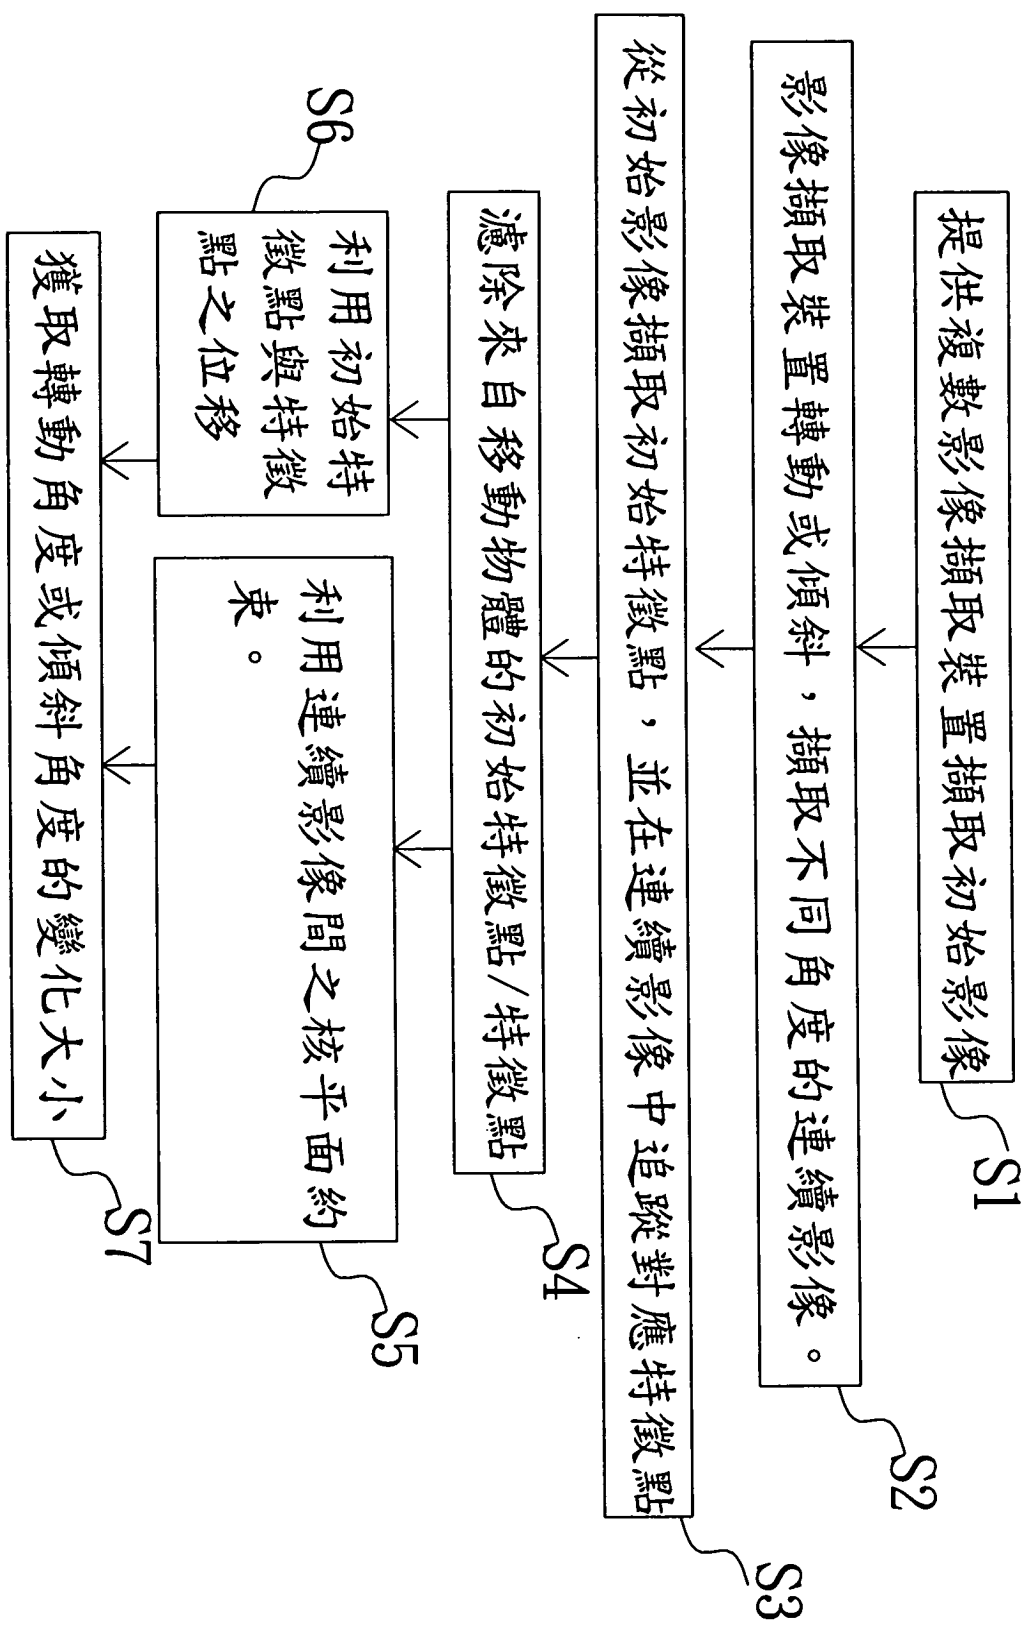 提供複數影像擷取裝置擷取初始影像
S1
影像擷取裝置轉動或傾斜，擷取不同角度的連續影像。
S2
從初始影像擷取初始特徵點，並在連續影像中追蹤對應特徵點
S3
濾除來自移動物體的初始特徵點/特徵點
S4
S6
利用初始特
徵點與特徵
點之位移
利用連續影像間之核平面約
束。
S5
獲取轉動角度或傾斜角度的變化大小
S7